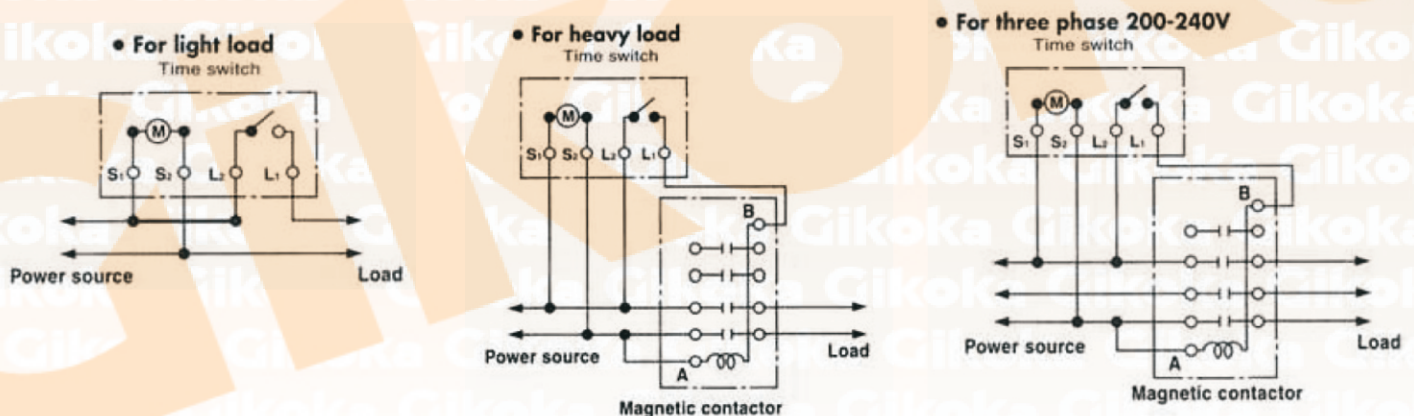 • For light load
Time switch
M
S₁ S₂ L₂ L₁
Power source
Load
• For heavy load
Time switch
M
S₁ S₂ L₂ L₁
B
Power source
Load
A
Magnetic contactor
• For three phase 200-240V
Time switch
M
S₁ S₂ L₂ L₁
B
Power source
Load
A
Magnetic contactor
Gikoka